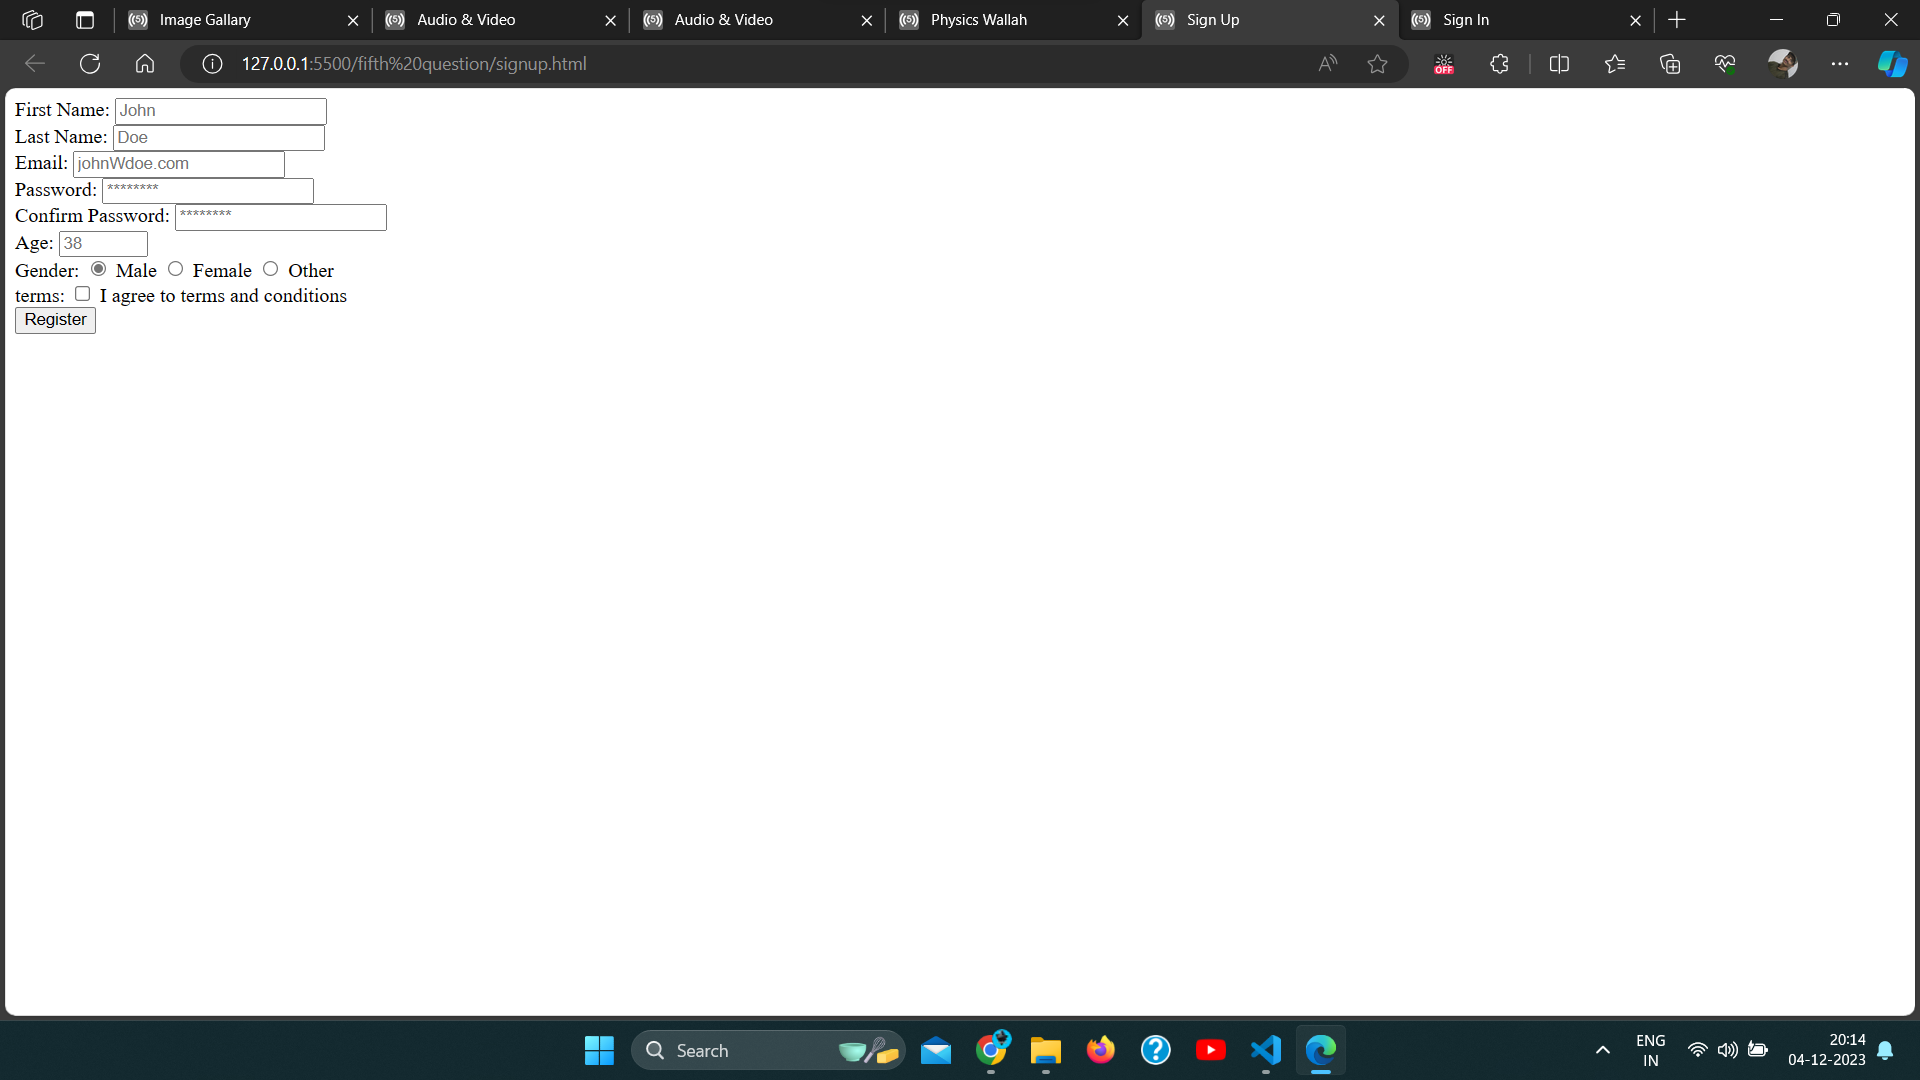 Image Gallary
Audio & Video
Audio & Video
Physics Wallah
Sign Up
Sign In
127.0.0.1:5500/fifth%20question/signup.html
OFF
First Name: John
Last Name: Doe
Email: johnWdoe.com
Password: ********
Confirm Password: ********
Age: 38
Gender: Male Female Other
terms: I agree to terms and conditions
Register
Search
ENG
IN
20:14
04-12-2023